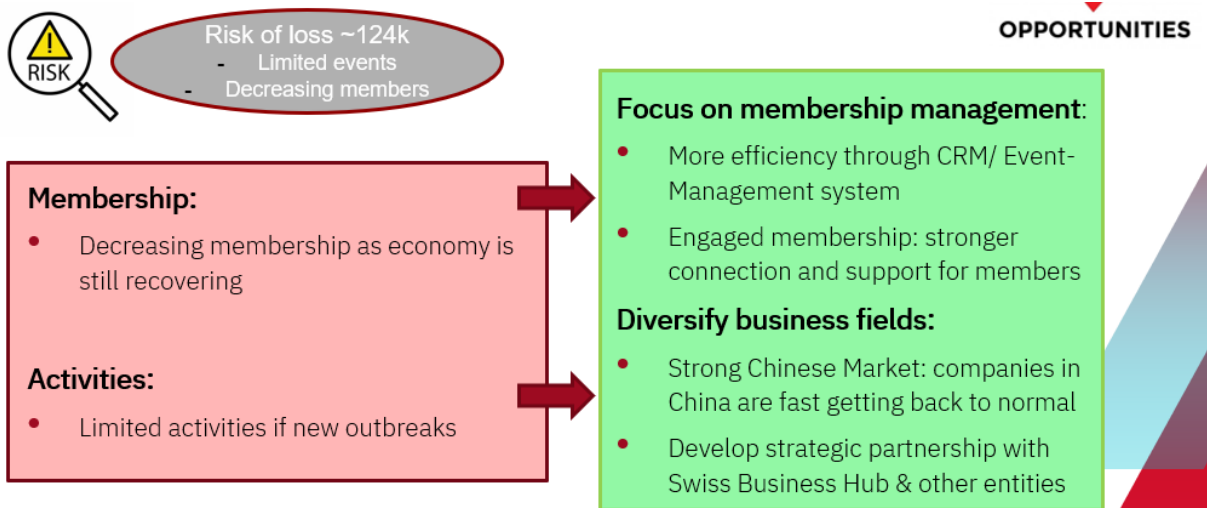 RISK
Risk of loss ~124k
- Limited events
- Decreasing members
OPPORTUNITIES
Membership:
• Decreasing membership as economy is
still recovering
Activities:
• Limited activities if new outbreaks
Focus on membership management:
• More efficiency through CRM/ Event-
Management system
• Engaged membership: stronger
connection and support for members
Diversify business fields:
• Strong Chinese Market: companies in
China are fast getting back to normal
• Develop strategic partnership with
Swiss Business Hub & other entities